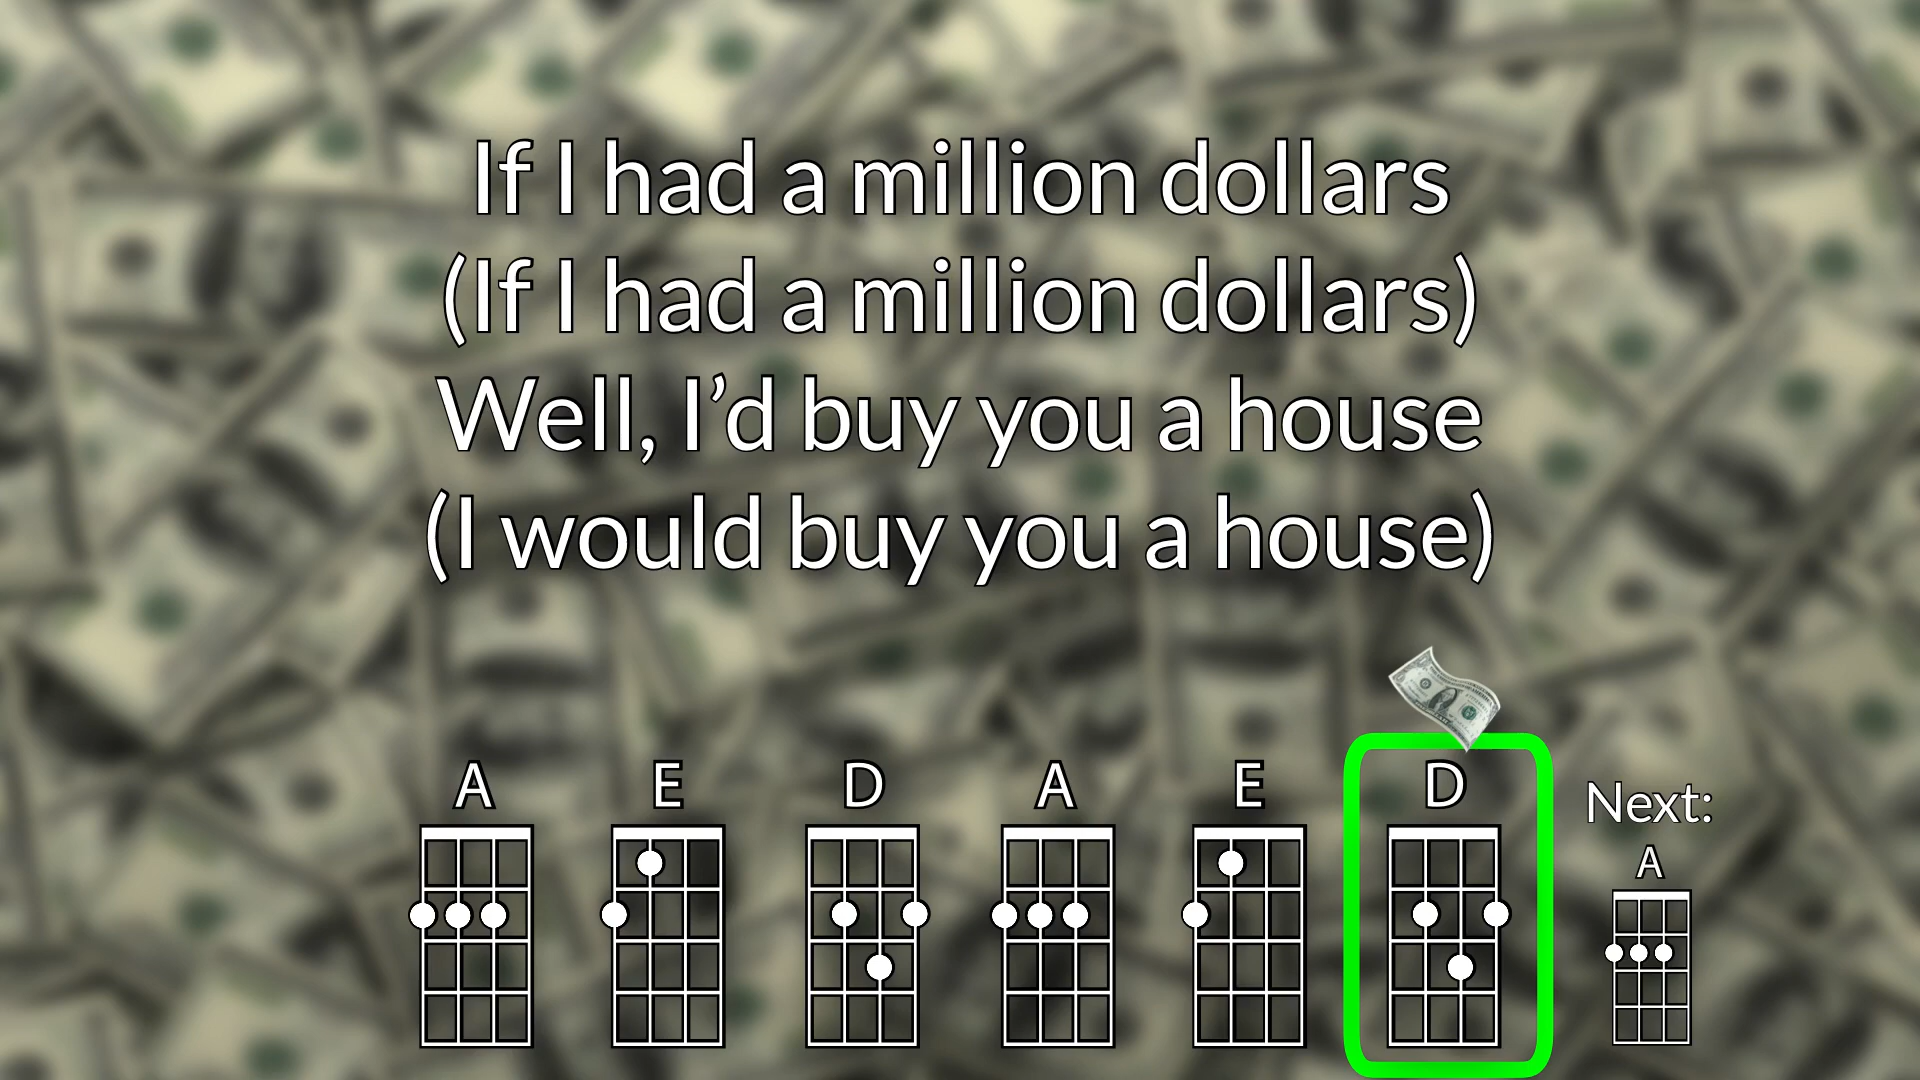 If I had a million dollars
(If I had a million dollars)
Well, I’d buy you a house
(I would buy you a house)
A E D A E D
Next:
A